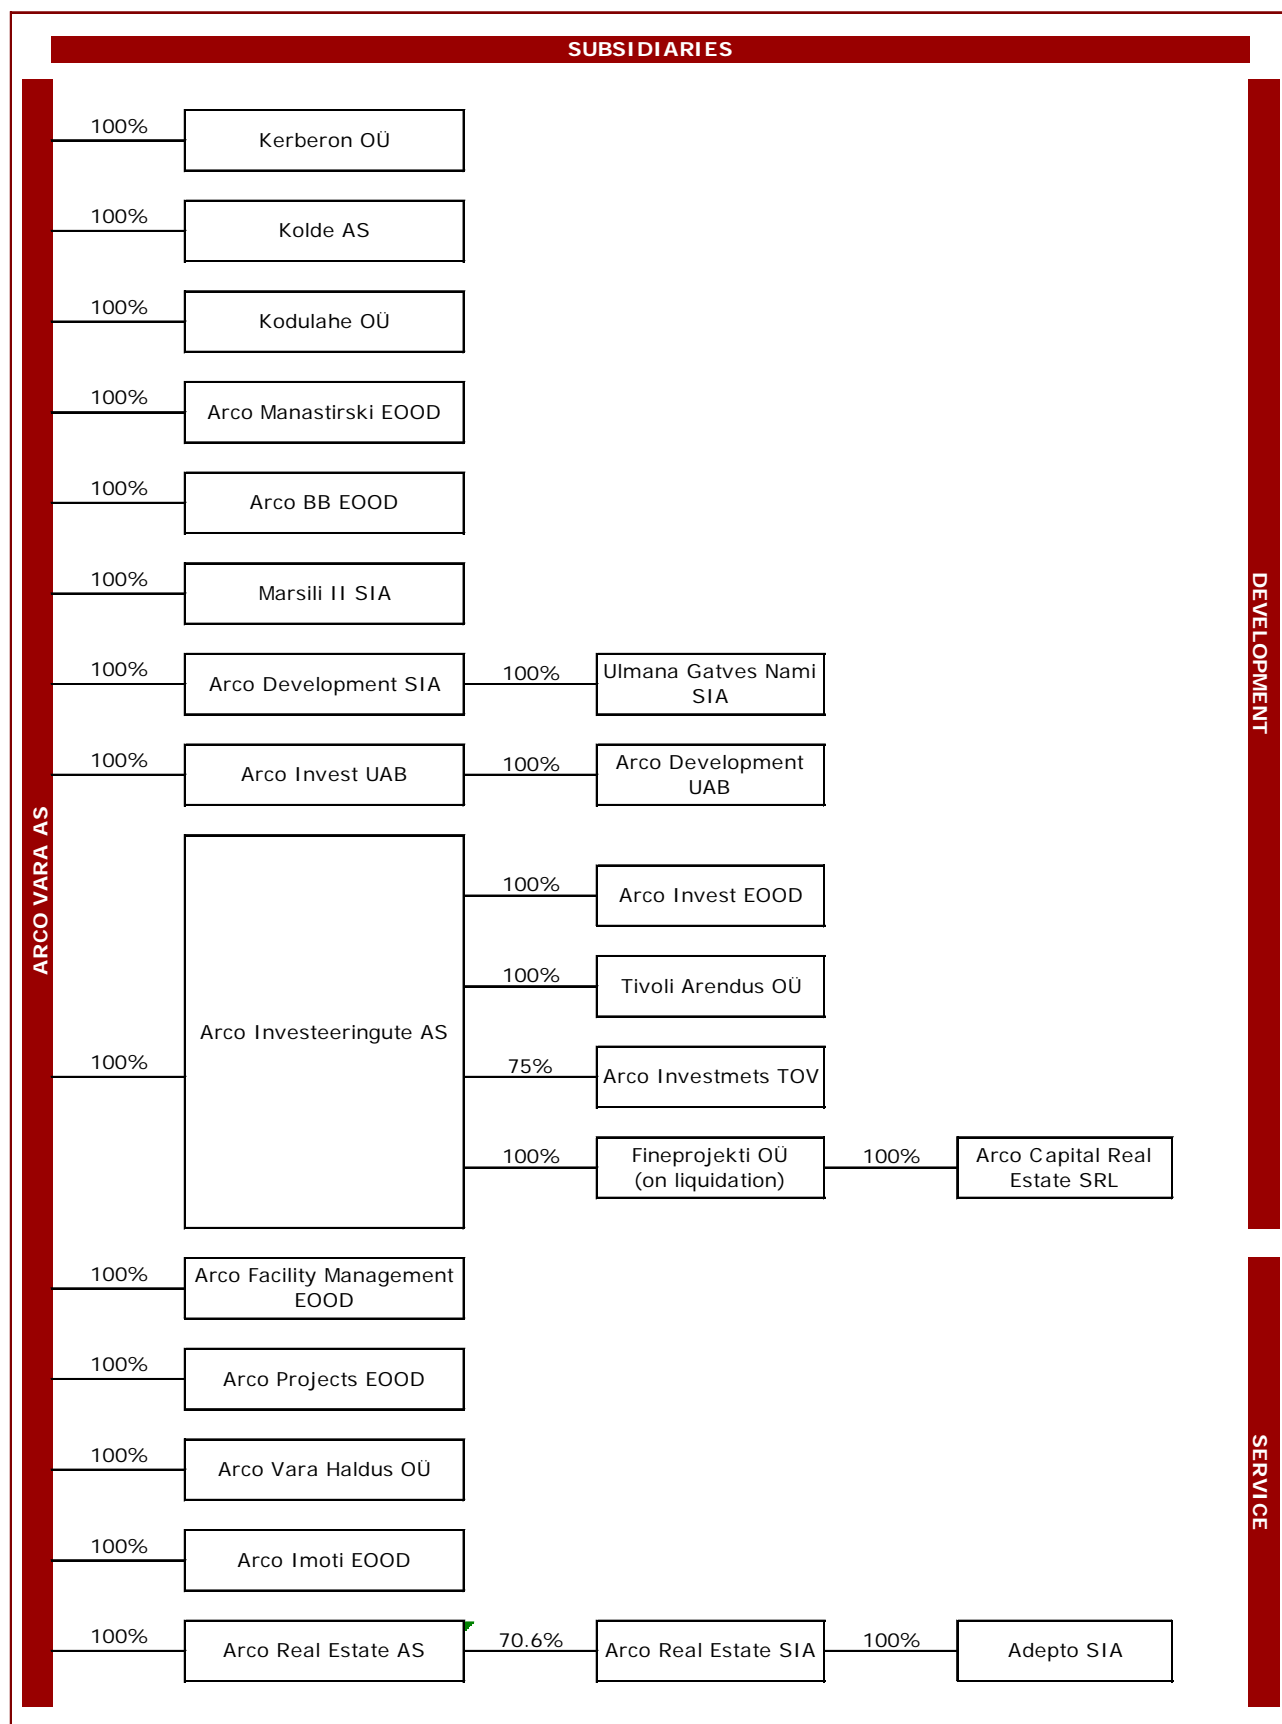 SUBSIDIARIES
ARCO VARA AS
DEVELOPMENT
100%
Kerberon OÜ
100%
Kolde AS
100%
Kodulahe OÜ
100%
Arco Manastirski EOOD
100%
Arco BB EOOD
100%
Marsili II SIA
100%
Arco Development SIA
100%
Ulmana Gatves Nami
SIA
100%
Arco Invest UAB
100%
Arco Development
UAB
100%
Arco Investeeringute AS
100%
Arco Invest EOOD
100%
Tivoli Arendus OÜ
75%
Arco Investmets TOV
100%
Fineprojekti OÜ
(on liquidation)
100%
Arco Capital Real
Estate SRL
SERVICE
100%
Arco Facility Management
EOOD
100%
Arco Projects EOOD
100%
Arco Vara Haldus OÜ
100%
Arco Imoti EOOD
100%
Arco Real Estate AS
70.6%
Arco Real Estate SIA
100%
Adepto SIA